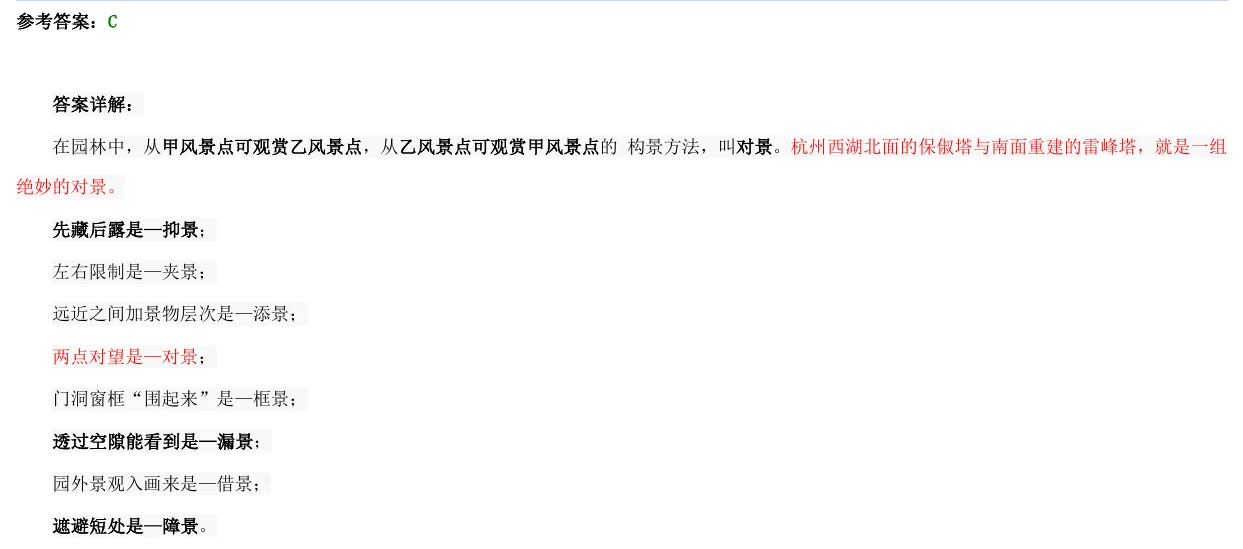 参考答案：C
答案详解：
在园林中，从甲风景点可观赏乙风景点，从乙风景点可观赏甲风景点的 构景方法，叫对景。杭州西湖北面的保俶塔与南面重建的雷峰塔，就是一组
绝妙的对景。
先藏后露是—抑景；
左右限制是—夹景；
远近之间加景物层次是—添景；
两点对望是—对景；
门洞窗框“围起来”是—框景；
透过空隙能看到是—漏景；
园外景观入画来是—借景；
遮避短处是—障景。